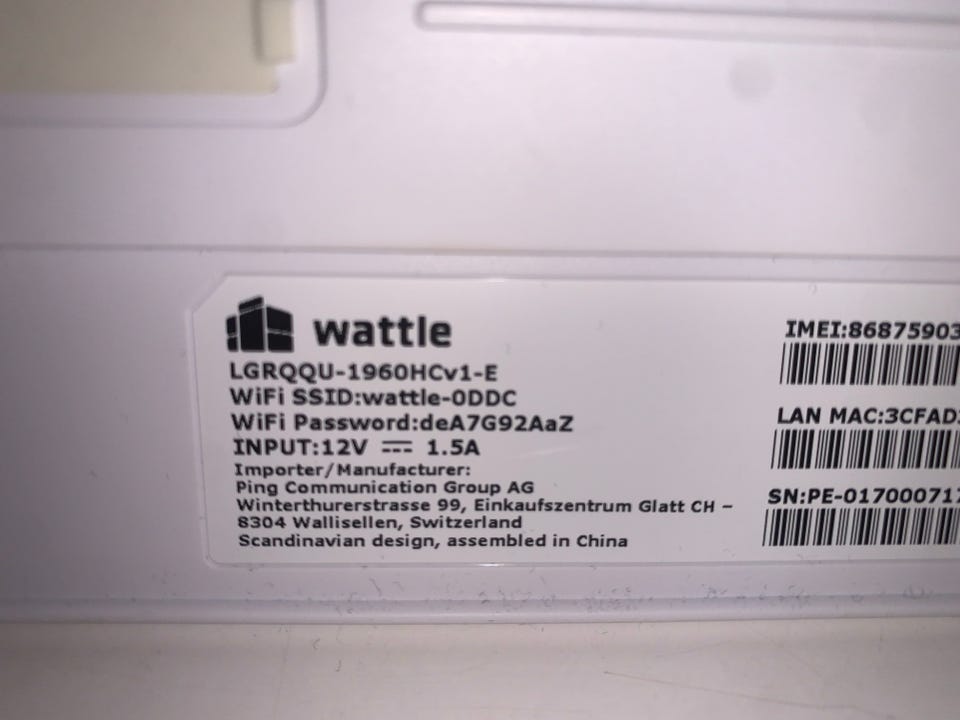 wattle
LGRQQU-1960HCv1-E
WiFi SSID:wattle-0DDC
WiFi Password:deA7G92AaZ
INPUT:12V ⎓ 1.5A
Importer/Manufacturer:
Ping Communication Group AG
Winterthurerstrasse 99, Einkaufszentrum Glatt CH –
8304 Wallisellen, Switzerland
Scandinavian design, assembled in China
IMEI:86875903
LAN MAC:3CFAD
SN:PE-01700071